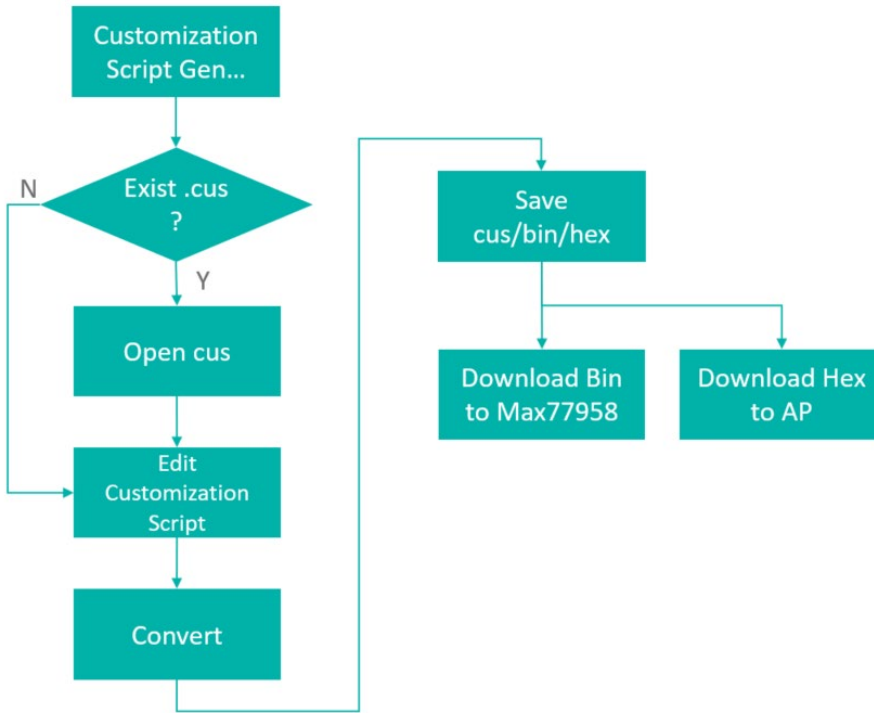 Customization
Script Gen...
Exist .cus
?
N
Y
Open cus
Edit
Customization
Script
Convert
Save
cus/bin/hex
Download Bin
to Max77958
Download Hex
to AP